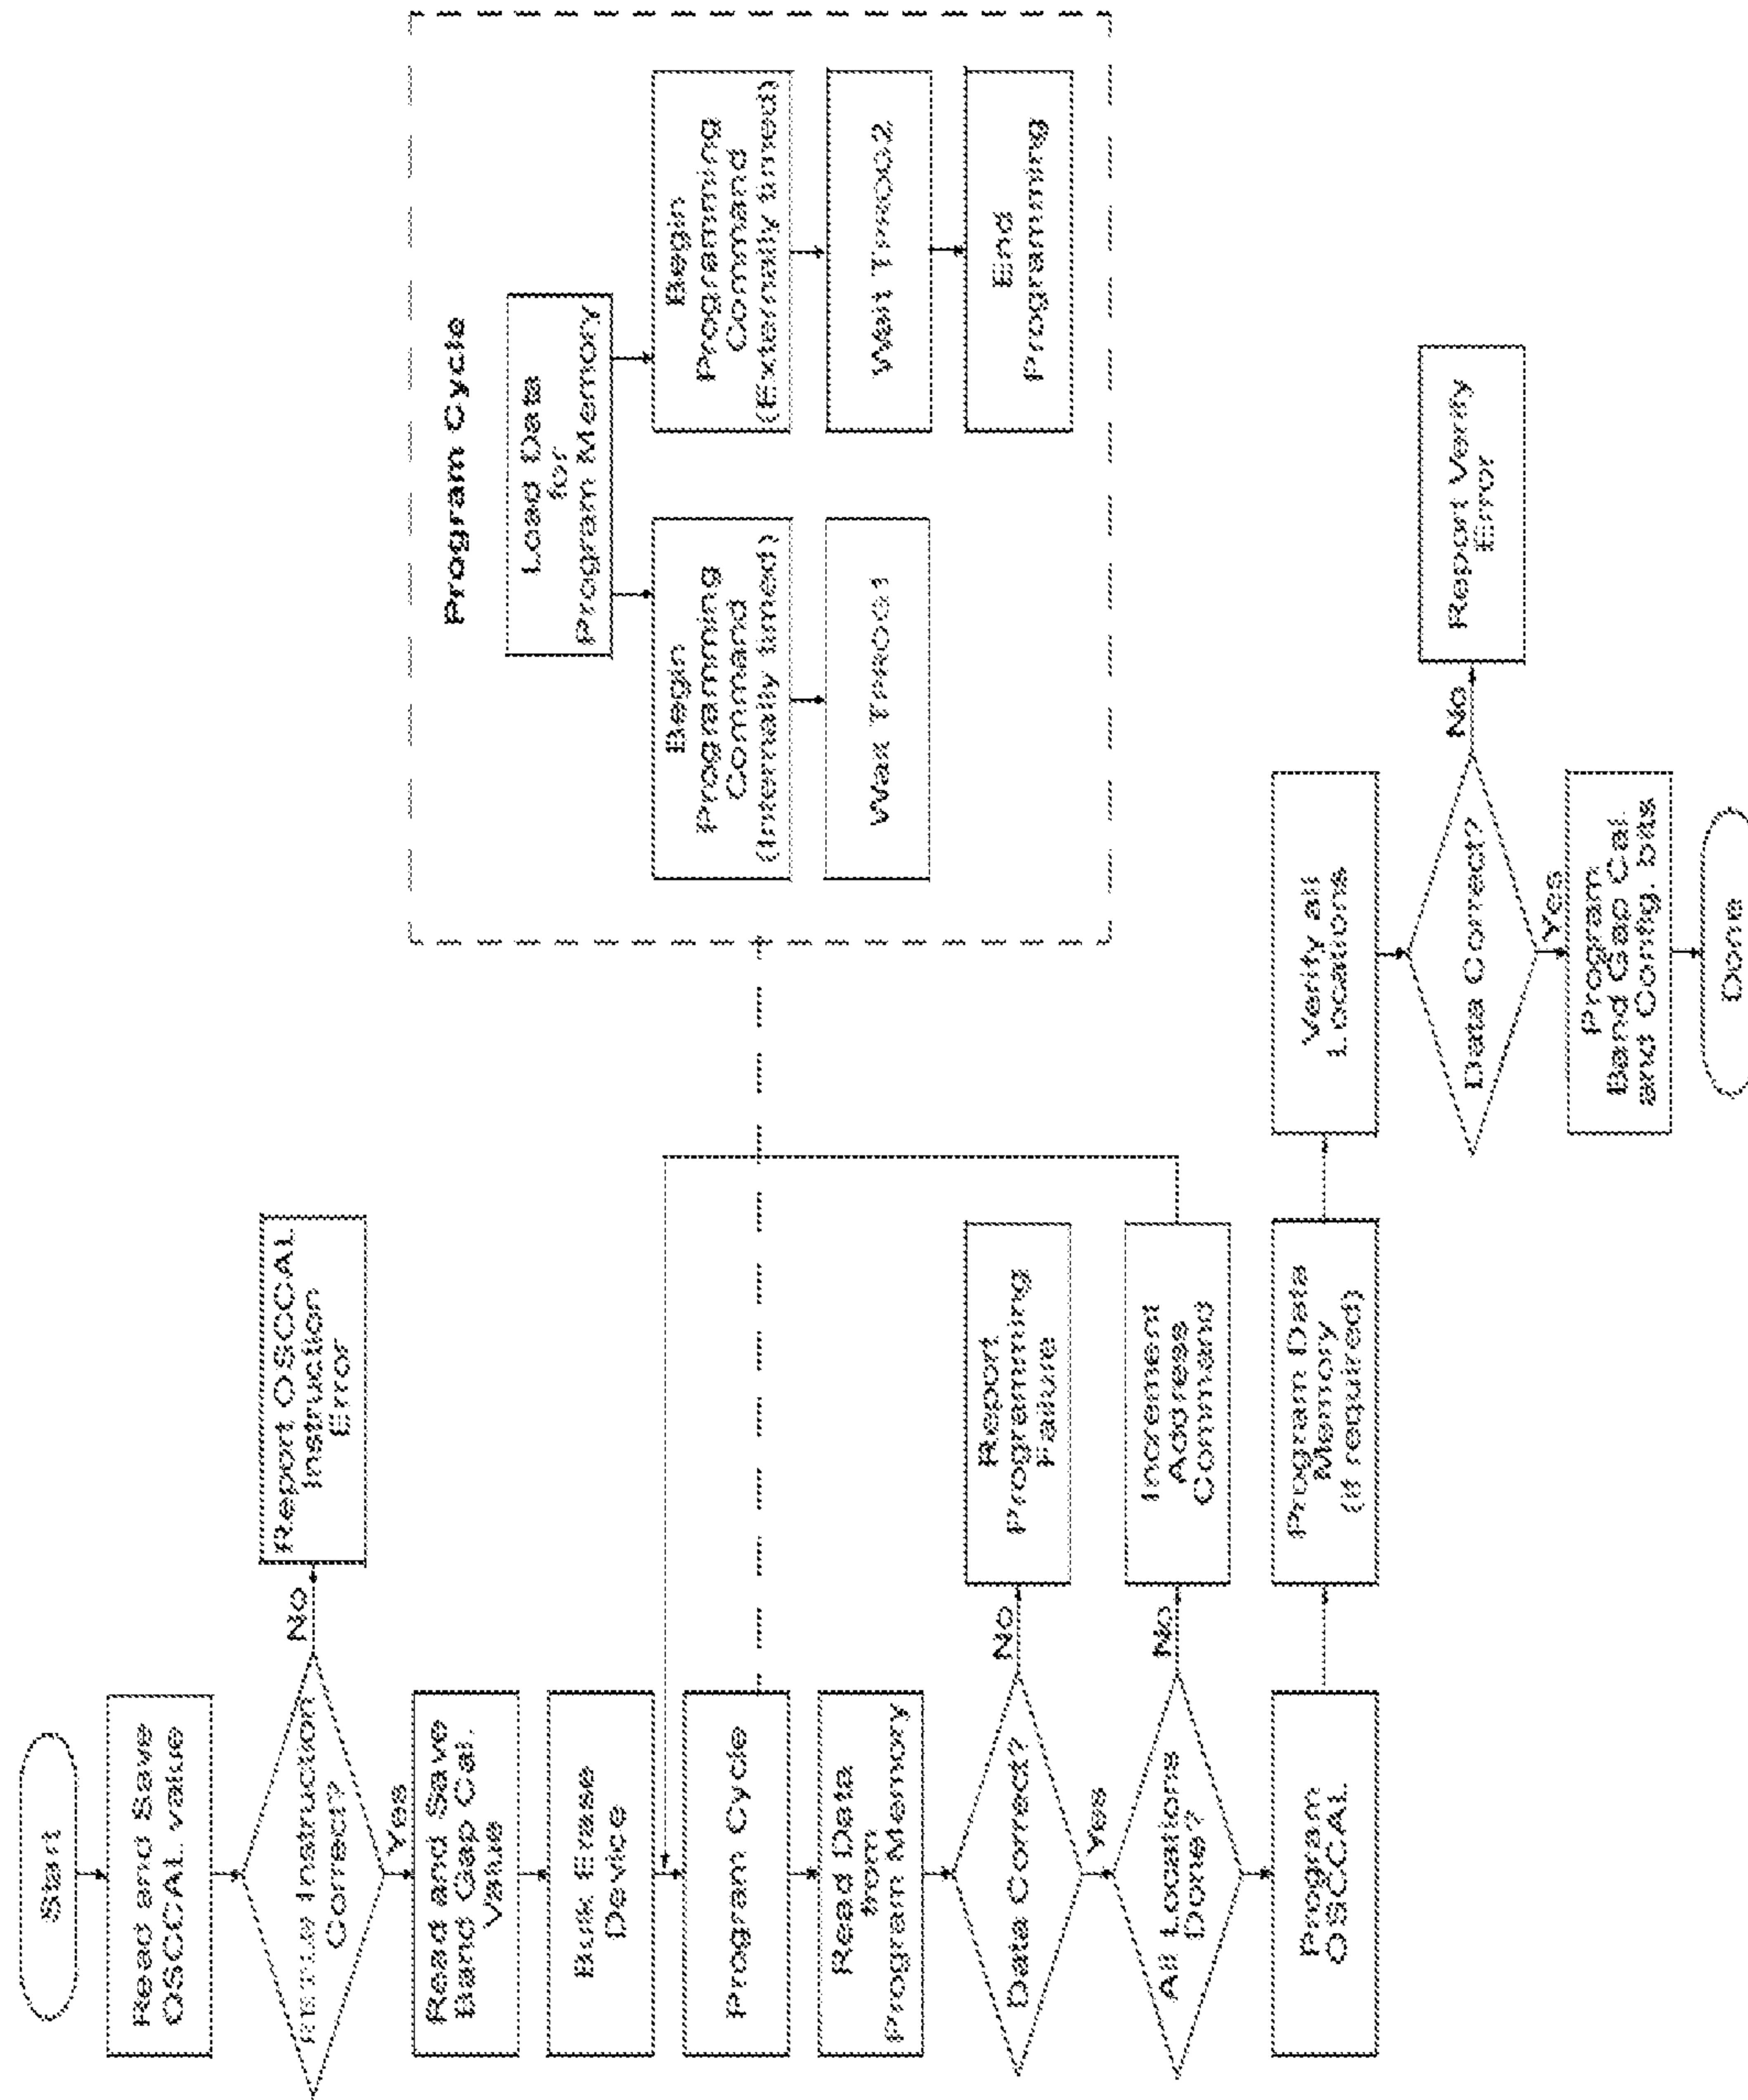 Start
Read and Save
OSCCAL value
Instruction
Correct?
No
Report OSCCAL
Instruction
Error
Yes
Read and Save
Band Gap Cal.
Value
Bulk Erase
Device
Program Cycle
Read Data
from
Program Memory
Data Correct?
No
Report
Programming
Failure
Yes
All Locations
Done?
No
Increment
Address
Command
Program
OSCCAL
Program Data
Memory
(if required)
Verify all
Locations
Data Correct?
No
Report Verify
Error
Yes
Program
Band Gap Cal.
and Config. bits
Done
Program Cycle
Load Data
for
Program Memory
Begin
Programming
Command
(Internally timed)
Wait TPROG1
Begin
Programming
Command
(Externally timed)
Wait TPROG2
End
Programming